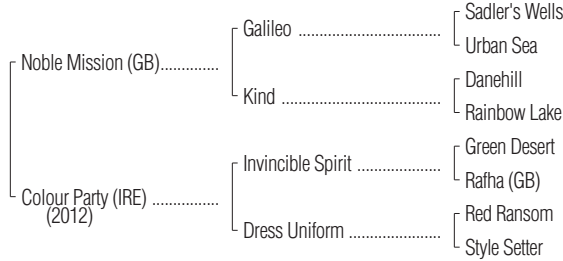 Sadler's Wells
Galileo ..........................................
Urban Sea
Noble Mission (GB)..............
Danehill
Kind ..............................................
Rainbow Lake
Green Desert
Invincible Spirit ........................
Rafha (GB)
Colour Party (IRE) ................
(2012)
Red Ransom
Dress Uniform ..........................
Style Setter